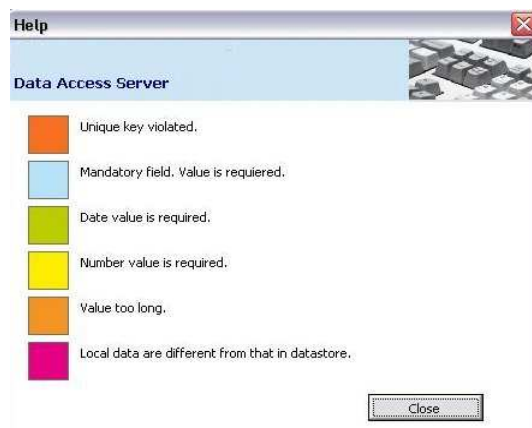 Help
Data Access Server
Unique key violated.
Mandatory field. Value is requiered.
Date value is required.
Number value is required.
Value too long.
Local data are different from that in datastore.
Close